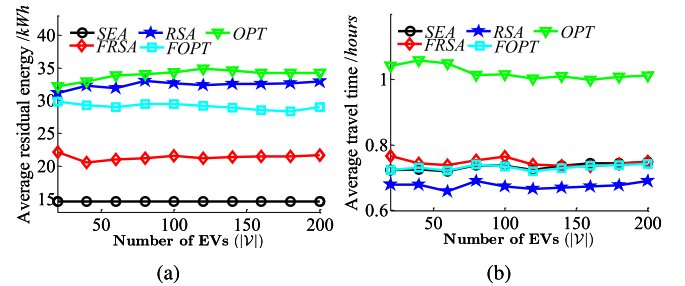 Average residual energy /kWh
40
35
30
25
20
15
SEA RSA OPT
FRSA FOPT
50 100 150 200
Number of EVs (|V|)
(a)
Average travel time /hours
1
0.8
0.6
SEA RSA OPT
FRSA FOPT
50 100 150 200
Number of EVs (|V|)
(b)